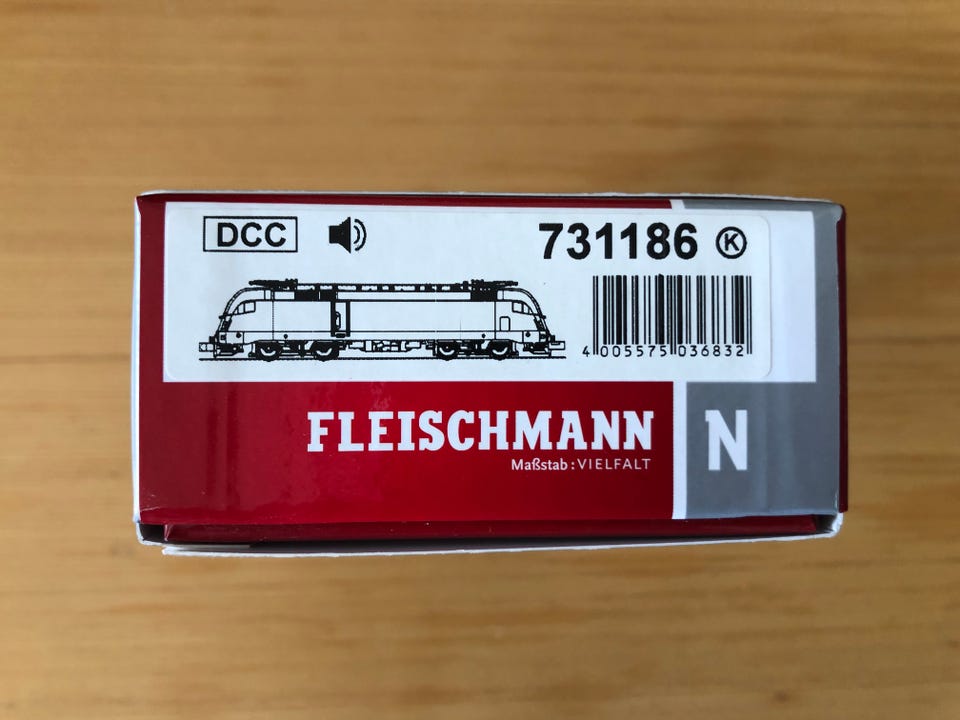 DCC 731186 Ⓚ
4 005575 036832
FLEISCHMANN N
Maßstab:VIELFALT